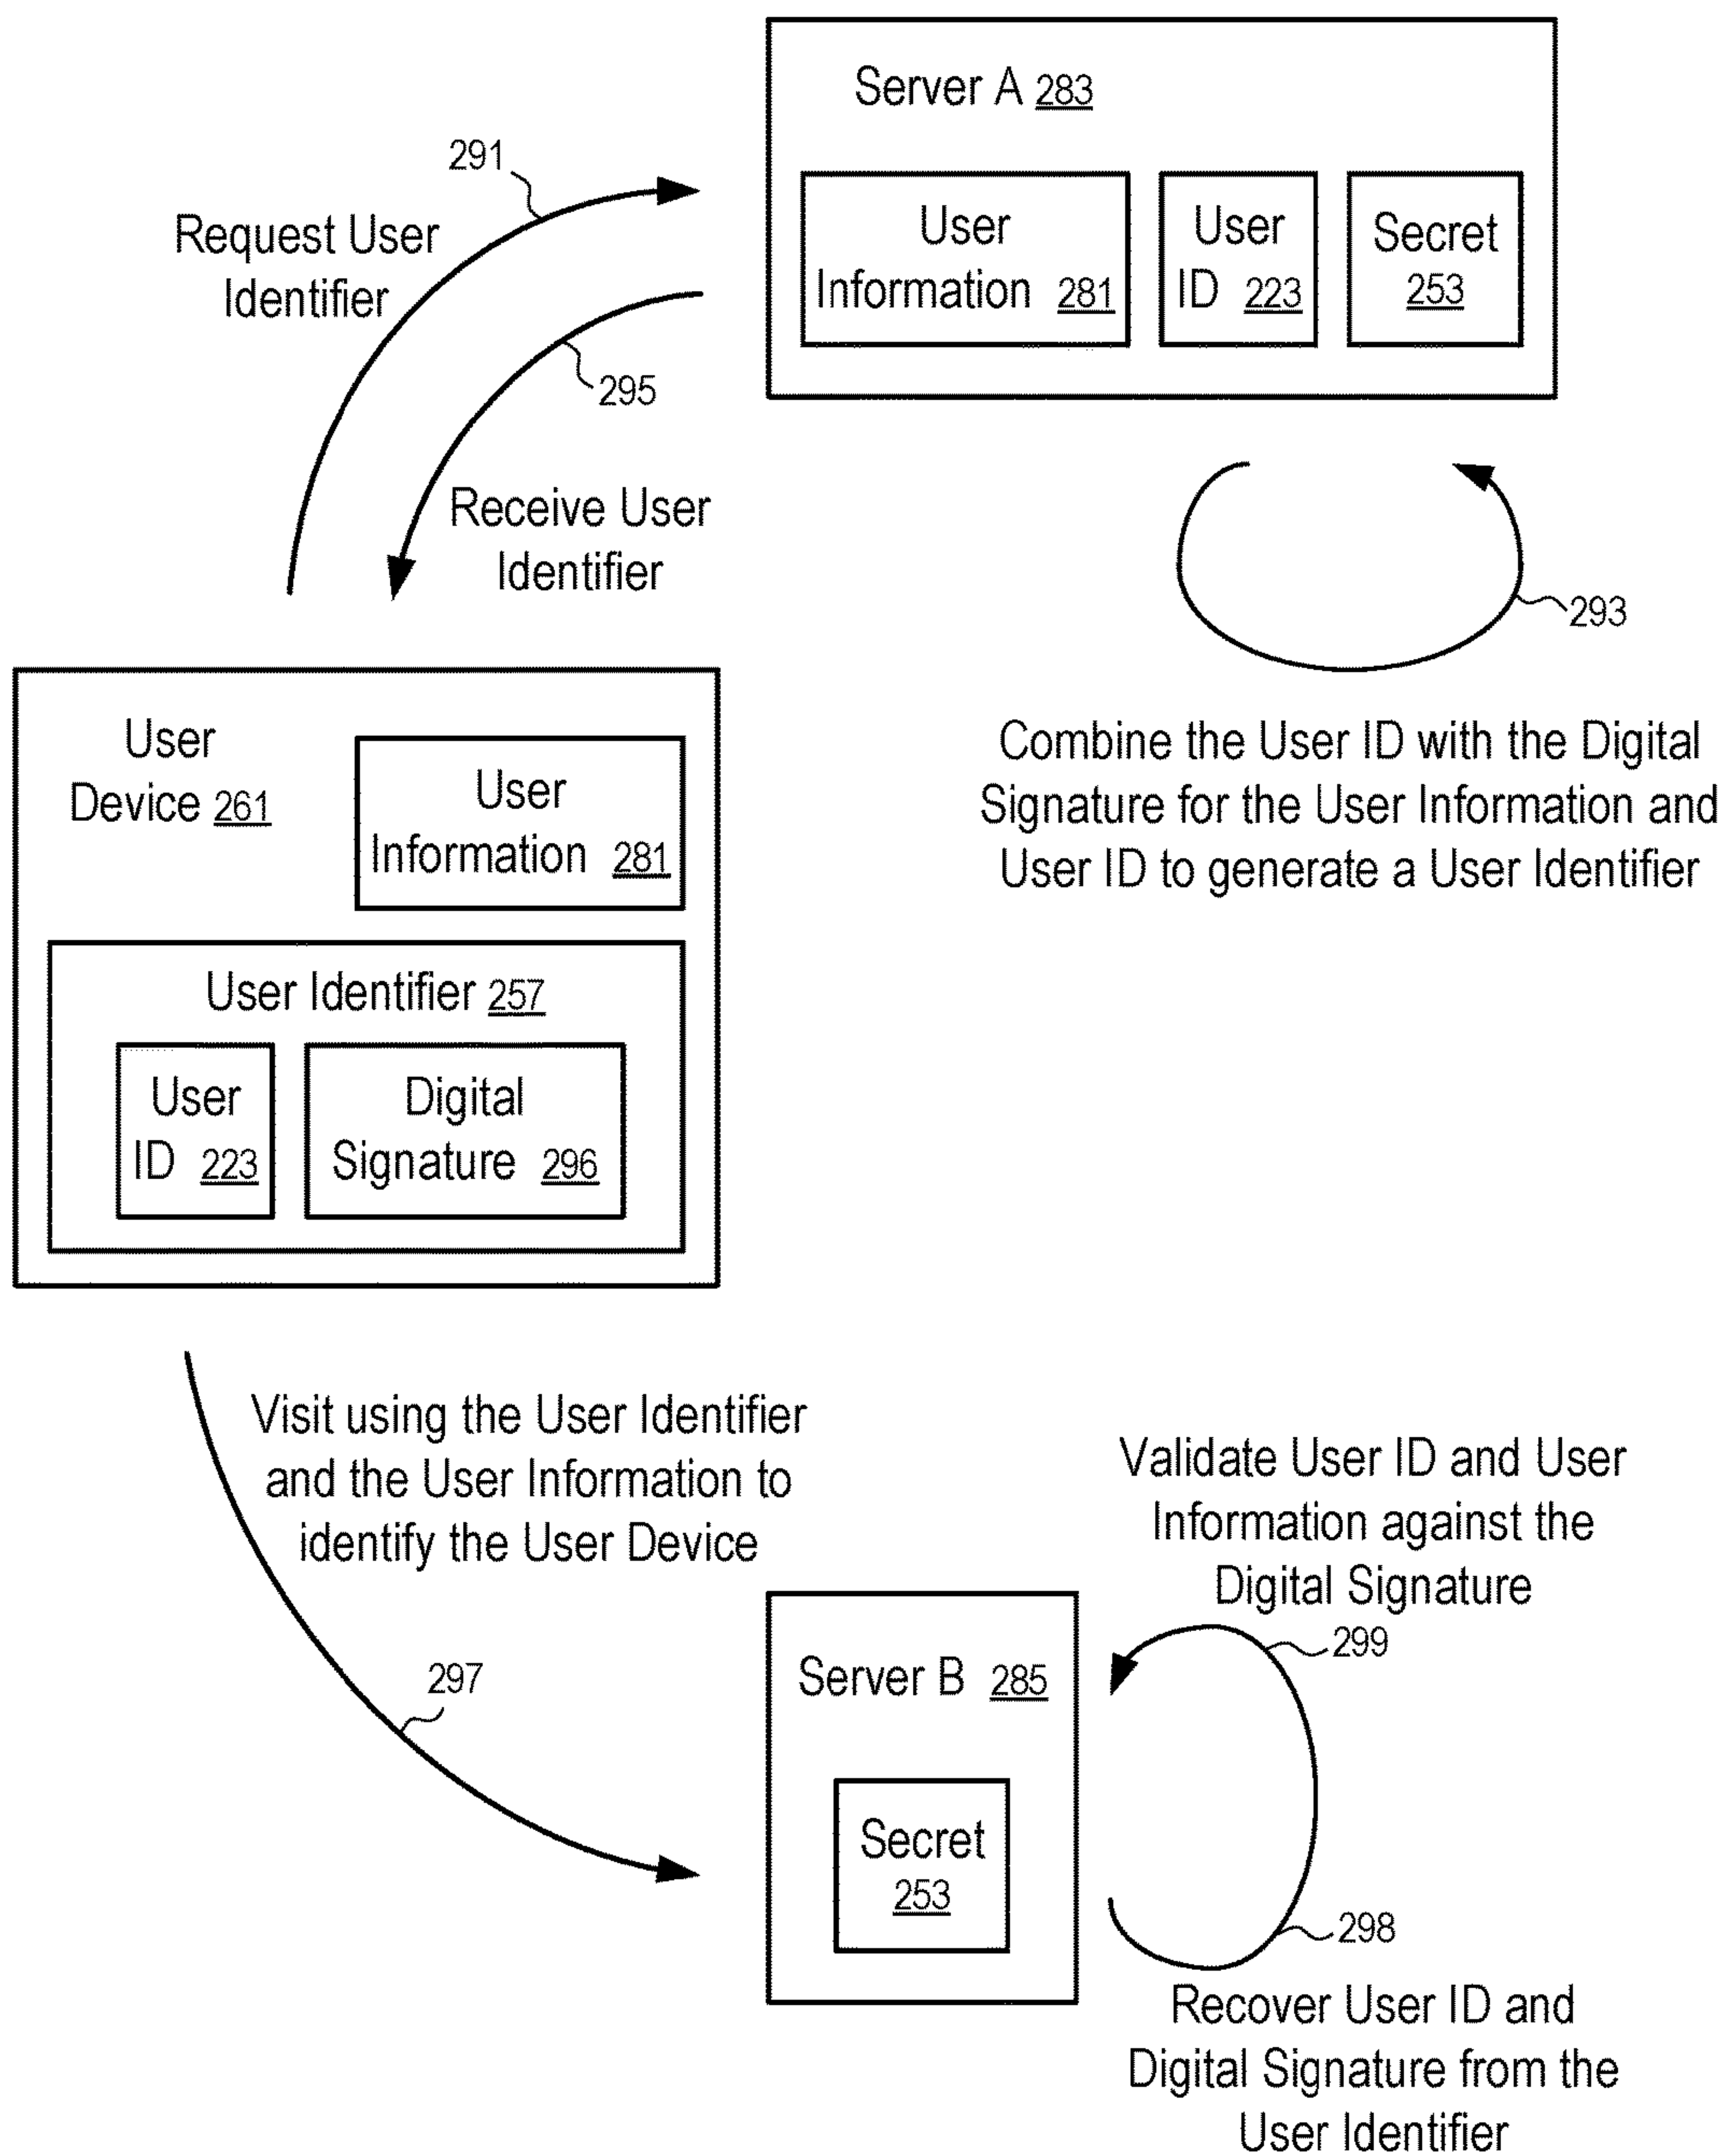 Server A 283
User
Information 281
User
ID 223
Secret
253
291
Request User
Identifier
295
Receive User
Identifier
293
Combine the User ID with the Digital
Signature for the User Information and
User ID to generate a User Identifier
User
Device 261
User
Information 281
User Identifier 257
User
ID 223
Digital
Signature 296
Visit using the User Identifier
and the User Information to
identify the User Device
297
Validate User ID and User
Information against the
Digital Signature
299
Server B 285
Secret
253
298
Recover User ID and
Digital Signature from the
User Identifier